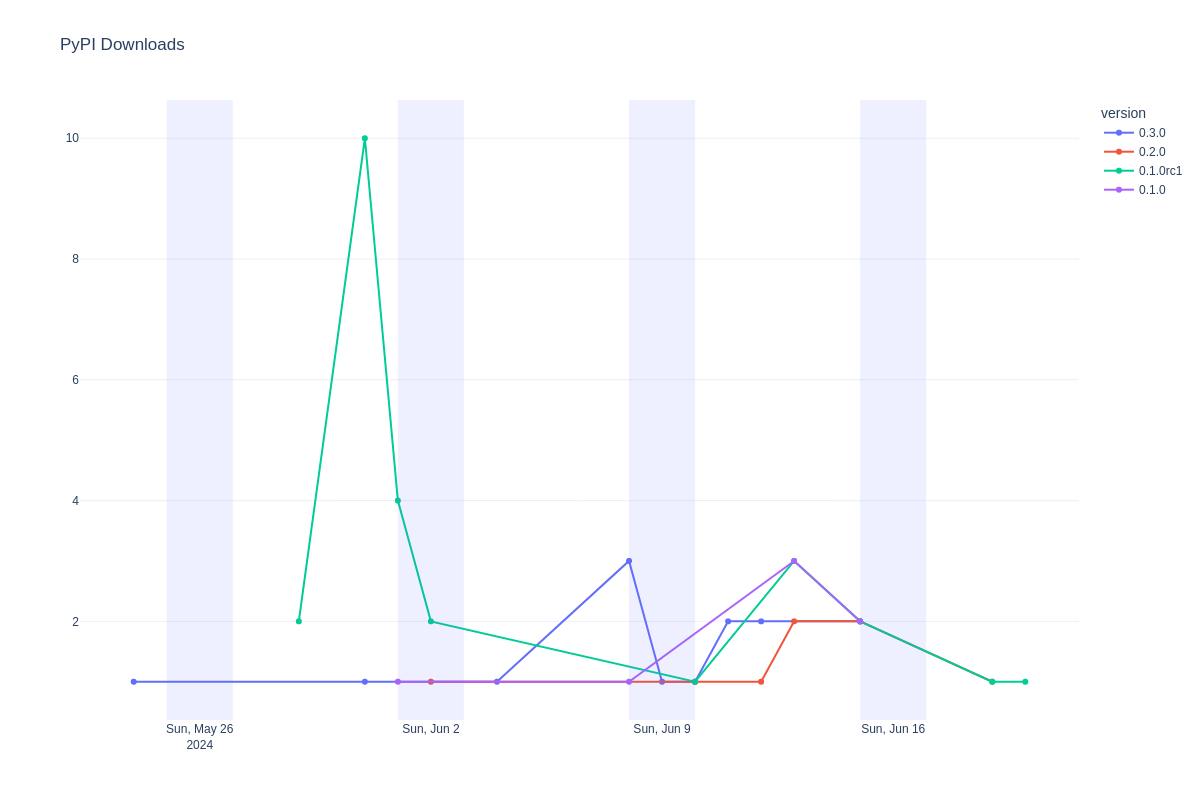 PyPI Downloads
version
0.3.0
0.2.0
0.1.0rc1
0.1.0
10
8
6
4
2
Sun, May 26
2024
Sun, Jun 2
Sun, Jun 9
Sun, Jun 16